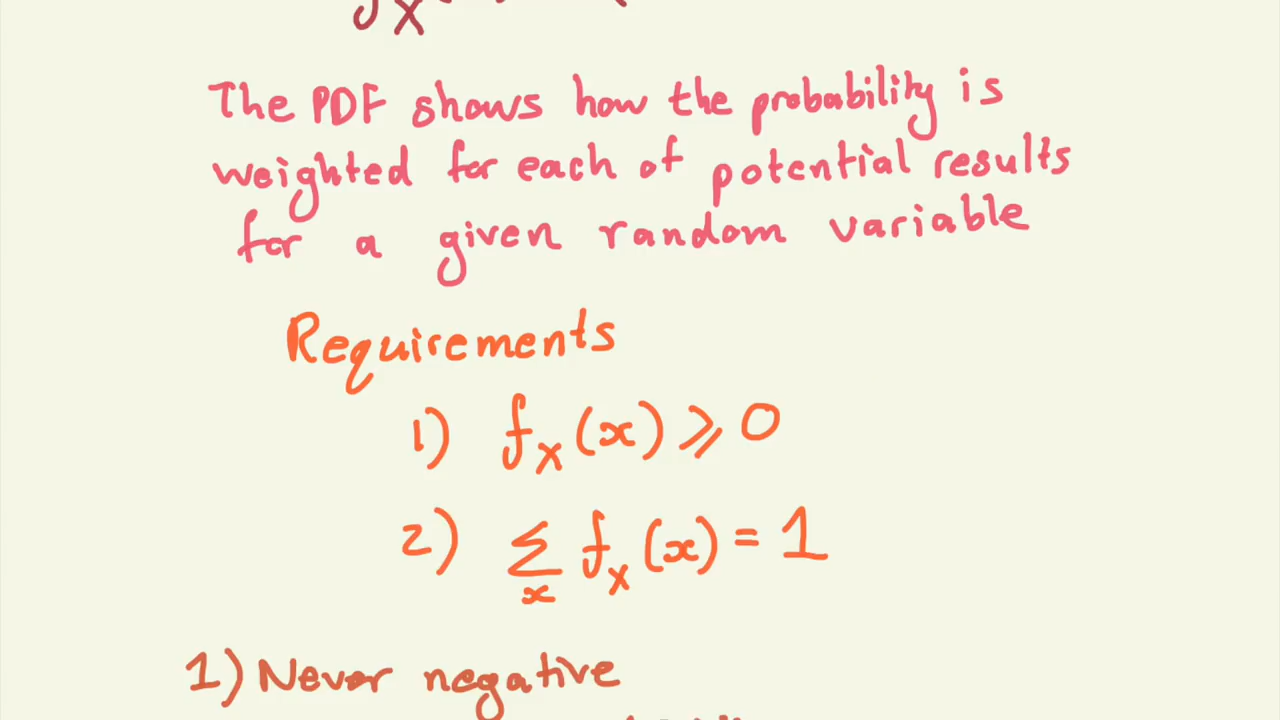 The PDF shows how the probability is
weighted for each of potential results
for a given random variable
Requirements
1) fₓ(x) ⩾ 0
2) ∑ₓ fₓ(x) = 1
1) Never negative